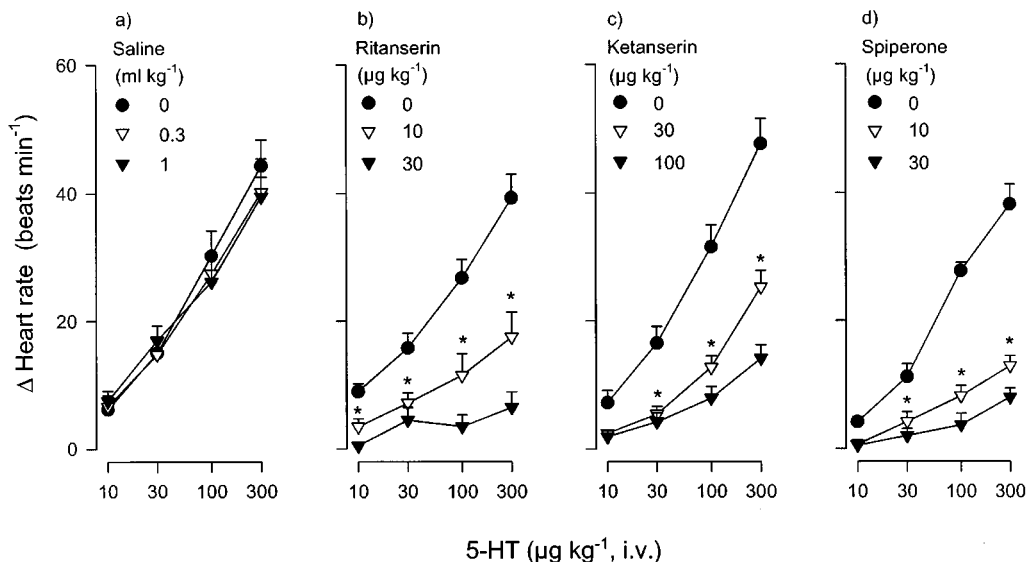 a)
Saline
(ml kg⁻¹)
0
0.3
1
b)
Ritanserin
(μg kg⁻¹)
0
10
30
c)
Ketanserin
(μg kg⁻¹)
0
30
100
d)
Spiperone
(μg kg⁻¹)
0
10
30
Δ Heart rate (beats min⁻¹)
60
40
20
0
*
*
*
*
*
*
*
*
*
*
10 30 100 300
10 30 100 300
10 30 100 300
10 30 100 300
5-HT (μg kg⁻¹, i.v.)